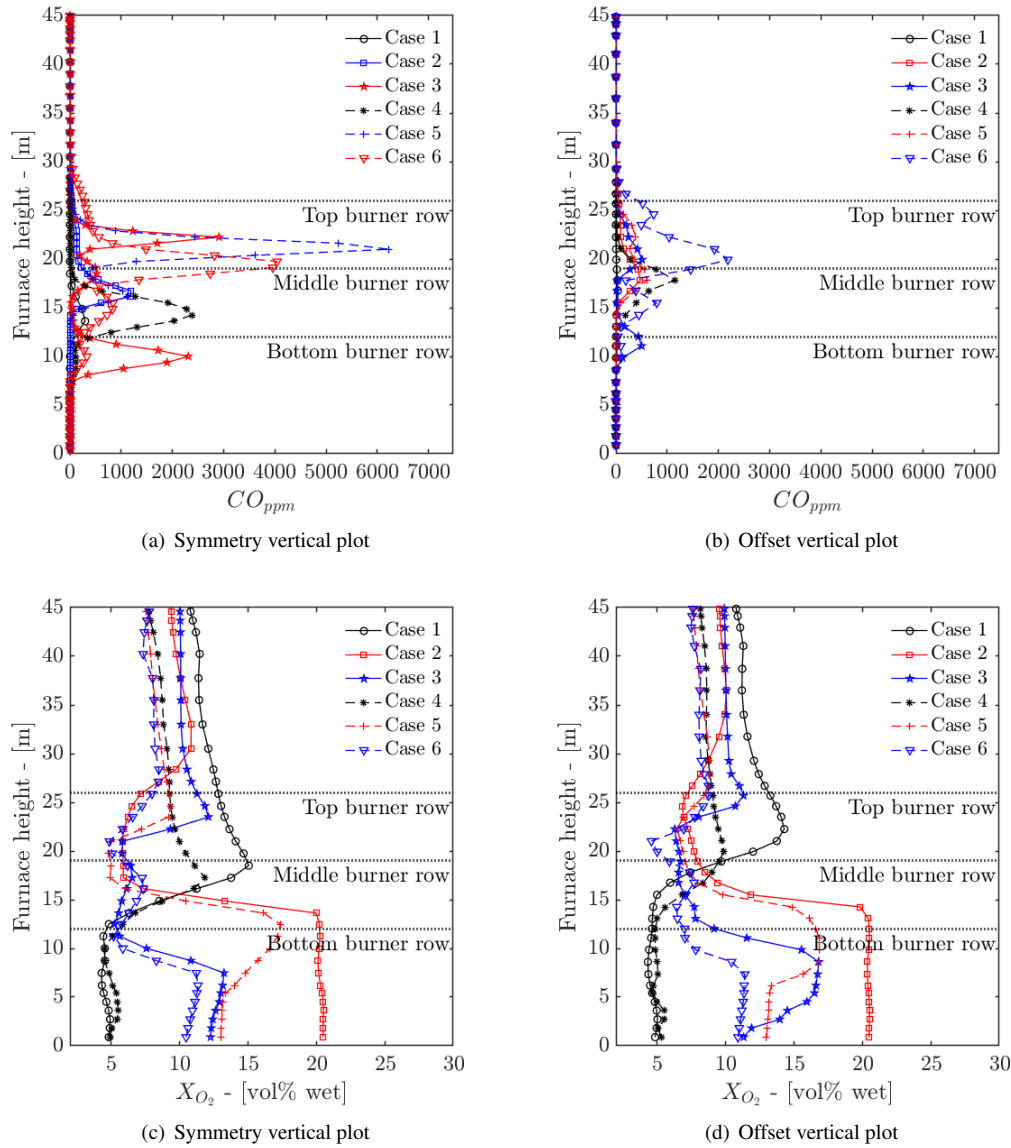 45
40
35
30
25
20
15
10
5
0
Furnace height - [m]
Case 1
Case 2
Case 3
Case 4
Case 5
Case 6
Top burner row
Middle burner row
Bottom burner row
0 1000 2000 3000 4000 5000 6000 7000
CO_ppm
(a) Symmetry vertical plot
45
40
35
30
25
20
15
10
5
0
Furnace height - [m]
Case 1
Case 2
Case 3
Case 4
Case 5
Case 6
Top burner row
Middle burner row
Bottom burner row
0 1000 2000 3000 4000 5000 6000 7000
CO_ppm
(b) Offset vertical plot
45
40
35
30
25
20
15
10
5
0
Furnace height - [m]
Case 1
Case 2
Case 3
Case 4
Case 5
Case 6
Top burner row
Middle burner row
Bottom burner row
5 10 15 20 25 30
X_O2 - [vol% wet]
(c) Symmetry vertical plot
45
40
35
30
25
20
15
10
5
0
Furnace height - [m]
Case 1
Case 2
Case 3
Case 4
Case 5
Case 6
Top burner row
Middle burner row
Bottom burner row
5 10 15 20 25 30
X_O2 - [vol% wet]
(d) Offset vertical plot